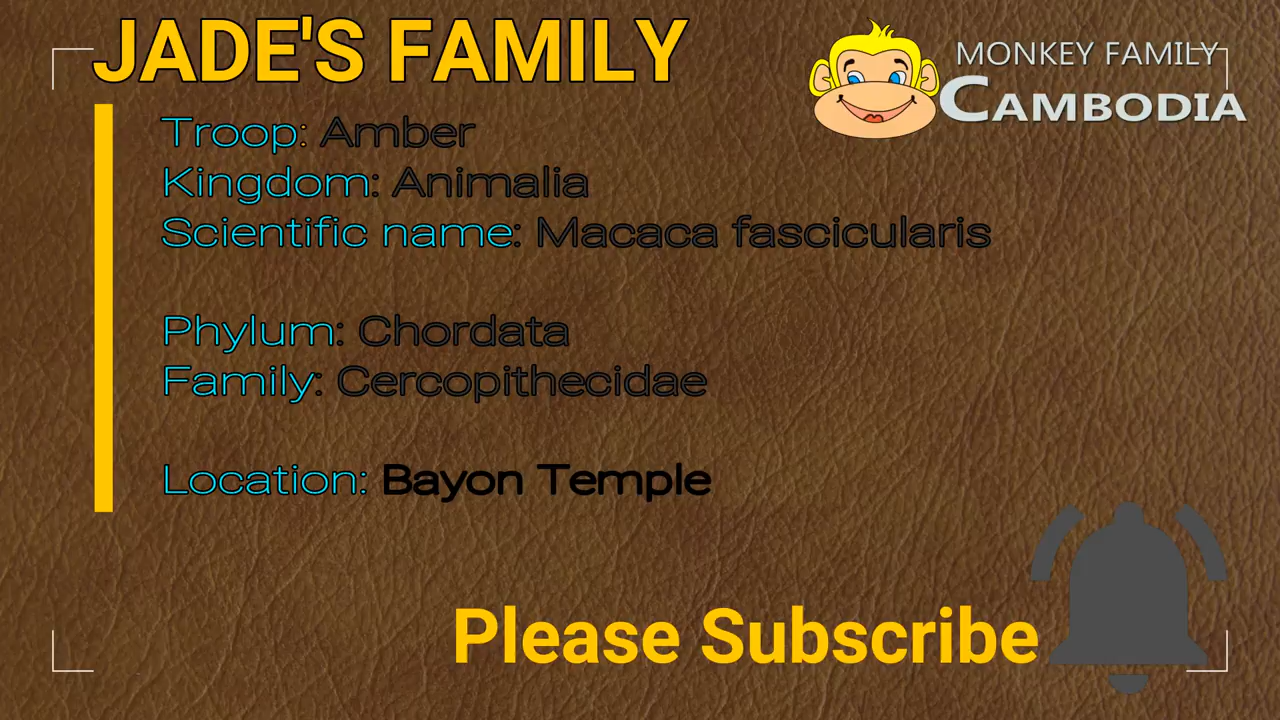 JADE'S FAMILY
MONKEY FAMILY
CAMBODIA
Troop: Amber
Kingdom: Animalia
Scientific name: Macaca fascicularis
Phylum: Chordata
Family: Cercopithecidae
Location: Bayon Temple
Please Subscribe